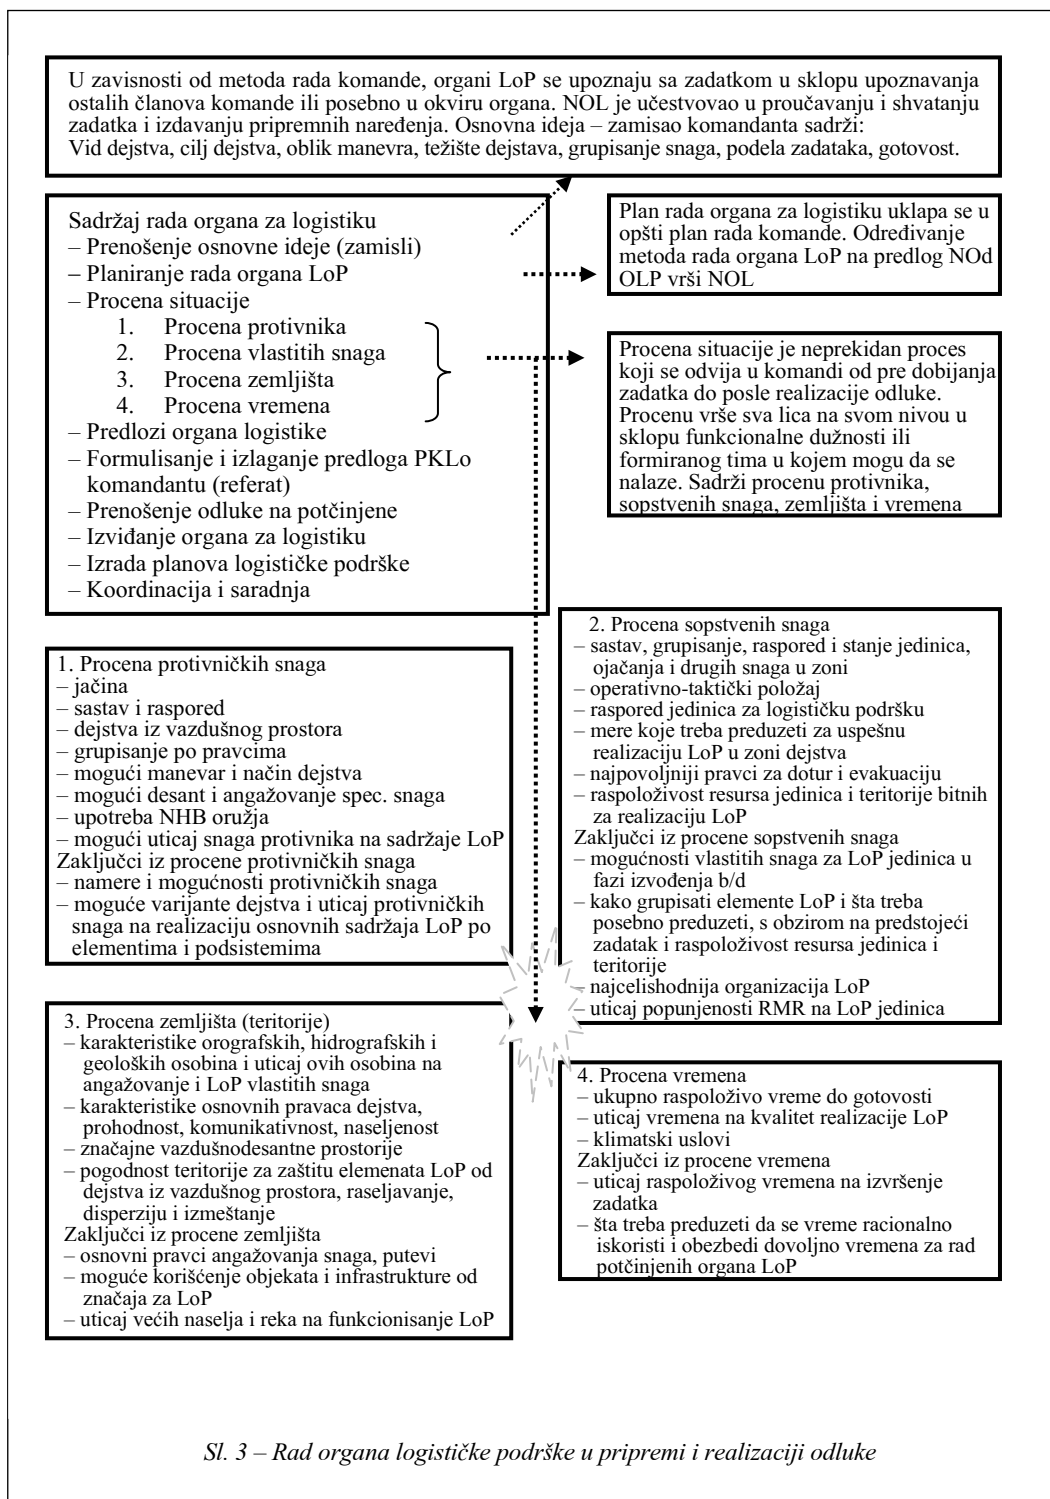 U zavisnosti od metoda rada komande, organi LoP se upoznaju sa zadatkom u sklopu upoznavanja
ostalih članova komande ili posebno u okviru organa. NOL je učestvovao u proučavanju i shvatanju
zadatka i izdavanju pripremnih naređenja. Osnovna ideja – zamisao komandanta sadrži:
Vid dejstva, cilj dejstva, oblik manevra, težište dejstava, grupisanje snaga, podela zadataka, gotovost.
Sadržaj rada organa za logistiku
– Prenošenje osnovne ideje (zamisli)
– Planiranje rada organa LoP
– Procena situacije
1. Procena protivnika
2. Procena vlastitih snaga
3. Procena zemljišta
4. Procena vremena
– Predlozi organa logistike
– Formulisanje i izlaganje predloga PKLo
komandantu (referat)
– Prenošenje odluke na potčinjene
– Izviđanje organa za logistiku
– Izrada planova logističke podrške
– Koordinacija i saradnja
Plan rada organa za logistiku uklapa se u
opšti plan rada komande. Određivanje
metoda rada organa LoP na predlog NOd
OLP vrši NOL
Procena situacije je neprekidan proces
koji se odvija u komandi od pre dobijanja
zadatka do posle realizacije odluke.
Procenu vrše sva lica na svom nivou u
sklopu funkcionalne dužnosti ili
formiranog tima u kojem mogu da se
nalaze. Sadrži procenu protivnika,
sopstvenih snaga, zemljišta i vremena
1. Procena protivničkih snaga
– jačina
– sastav i raspored
– dejstva iz vazdušnog prostora
– grupisanje po pravcima
– mogući manevar i način dejstva
– mogući desant i angažovanje spec. snaga
– upotreba NHB oružja
– mogući uticaj snaga protivnika na sadržaje LoP
Zaključci iz procene protivničkih snaga
– namere i mogućnosti protivničkih snaga
– moguće varijante dejstva i uticaj protivničkih
snaga na realizaciju osnovnih sadržaja LoP po
elementima i podsistemima
2. Procena sopstvenih snaga
– sastav, grupisanje, raspored i stanje jedinica,
ojačanja i drugih snaga u zoni
– operativno-taktički položaj
– raspored jedinica za logističku podršku
– mere koje treba preduzeti za uspešnu
realizaciju LoP u zoni dejstva
– najpovoljniji pravci za dotur i evakuaciju
– raspoloživost resursa jedinica i teritorije bitnih
za realizaciju LoP
Zaključci iz procene sopstvenih snaga
– mogućnosti vlastitih snaga za LoP jedinica u
fazi izvođenja b/d
– kako grupisati elemente LoP i šta treba
posebno preduzeti, s obzirom na predstojeći
zadatak i raspoloživost resursa jedinica i
teritorije
– najcelishodnija organizacija LoP
– uticaj popunjenosti RMR na LoP jedinica
3. Procena zemljišta (teritorije)
– karakteristike orografskih, hidrografskih i
geoloških osobina i uticaj ovih osobina na
angažovanje i LoP vlastitih snaga
– karakteristike osnovnih pravaca dejstva,
prohodnost, komunikativnost, naseljenost
– značajne vazdušnodesantne prostorije
– pogodnost teritorije za zaštitu elemenata LoP od
dejstva iz vazdušnog prostora, raseljavanje,
disperziju i izmeštanje
Zaključci iz procene zemljišta
– osnovni pravci angažovanja snaga, putevi
– moguće korišćenje objekata i infrastrukture od
značaja za LoP
– uticaj većih naselja i reka na funkcionisanje LoP
4. Procena vremena
– ukupno raspoloživo vreme do gotovosti
– uticaj vremena na kvalitet realizacije LoP
– klimatski uslovi
Zaključci iz procene vremena
– uticaj raspoloživog vremena na izvršenje
zadatka
– šta treba preduzeti da se vreme racionalno
iskoristi i obezbedi dovoljno vremena za rad
potčinjenih organa LoP
Sl. 3 – Rad organa logističke podrške u pripremi i realizaciji odluke